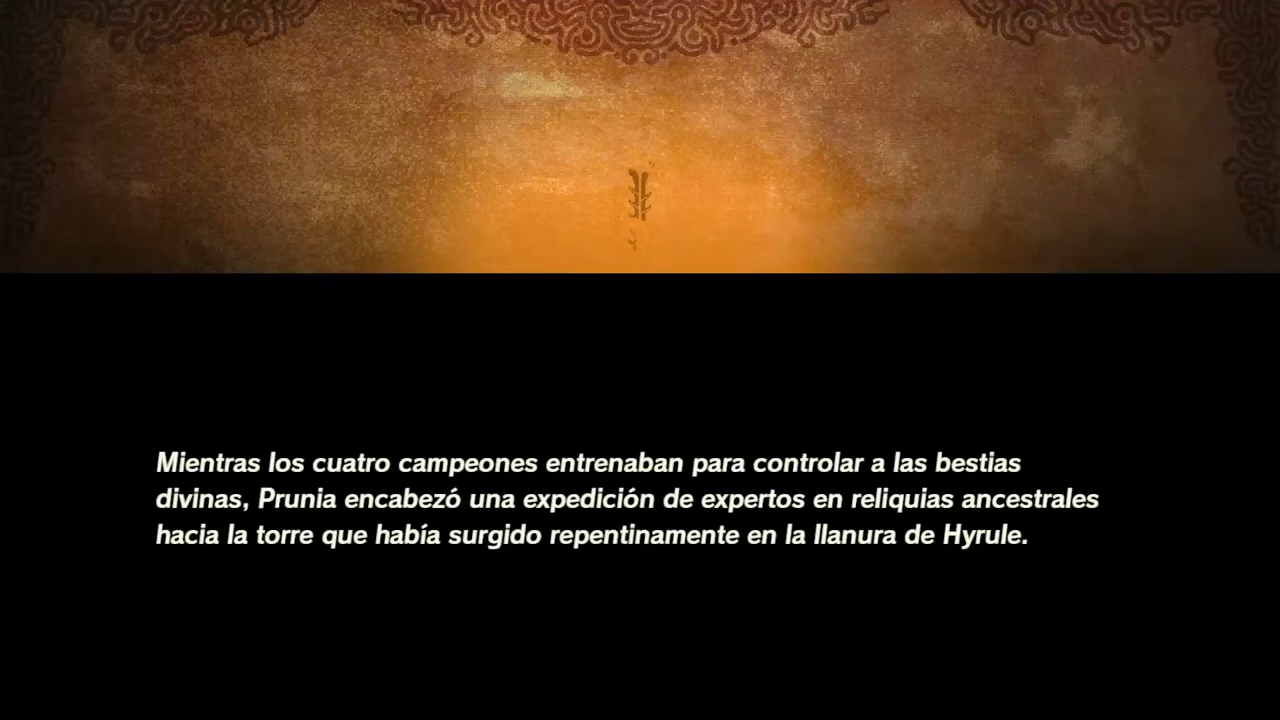 Mientras los cuatro campeones entrenaban para controlar a las bestias
divinas, Prunia encabezó una expedición de expertos en reliquias ancestrales
hacia la torre que había surgido repentinamente en la llanura de Hyrule.